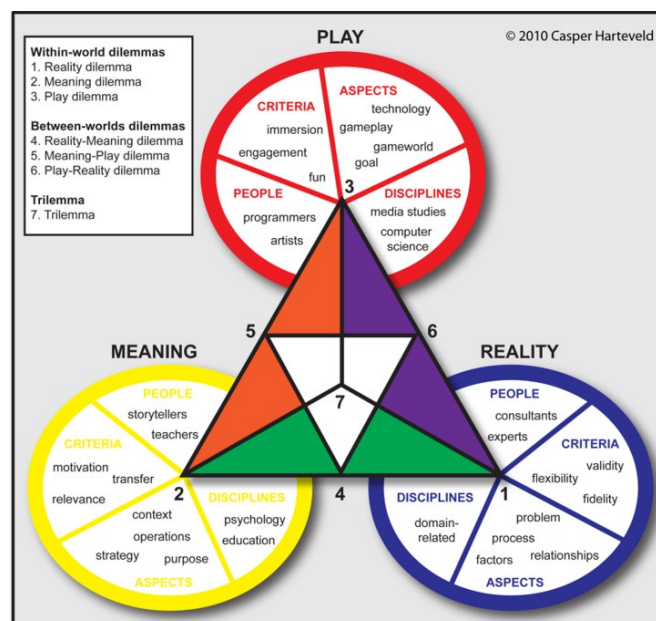 PLAY
© 2010 Casper Harteveld
Within-world dilemmas
1. Reality dilemma
2. Meaning dilemma
3. Play dilemma
Between-worlds dilemmas
4. Reality-Meaning dilemma
5. Meaning-Play dilemma
6. Play-Reality dilemma
Trilemma
7. Trilemma
CRITERIA
immersion
engagement
fun
ASPECTS
technology
gameplay
gameworld
goal
PEOPLE
programmers
artists
DISCIPLINES
media studies
computer
science
3
5
6
7
MEANING
PEOPLE
storytellers
teachers
CRITERIA
motivation
transfer
relevance
DISCIPLINES
psychology
education
context
operations
strategy
purpose
ASPECTS
2
4
1
REALITY
PEOPLE
consultants
experts
CRITERIA
validity
flexibility
fidelity
DISCIPLINES
domain-
related
problem
process
factors
relationships
ASPECTS